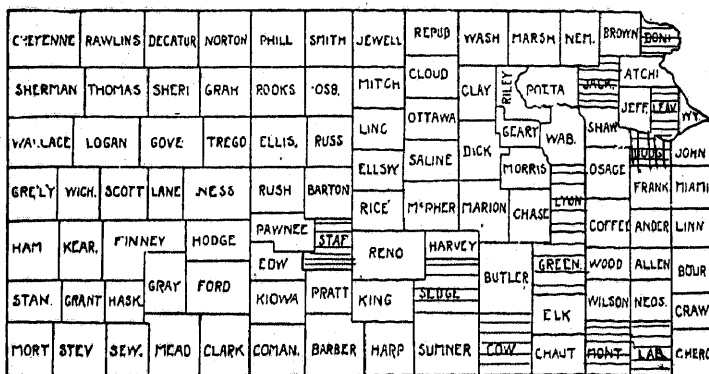 CHEYENNE RAWLINS DECATUR NORTON PHILL SMITH JEWELL REPUB WASH MARSH NEM. BROWN DONI
SHERMAN THOMAS SHERI GRAH ROOKS OSB. MITCH CLOUD CLAY RILEY POTTA JACK. ATCHI
OTTAWA JEFF. LEAV. WY.
WALLACE LOGAN GOVE TREGO ELLIS. RUSS LINC GEARY WAB. SHAW DOUG. JOHN
ELLSW SALINE DICK MORRIS OSAGE
GRE'LY WICH. SCOTT LANE NESS RUSH BARTON RICE McPHER MARION CHASE LYON FRANK MIAMI
HAM KEAR. FINNEY HODGE PAWNEE STAF RENO HARVEY COFFEE ANDER LINN
EDW BUTLER GREEN. WOOD ALLEN BOUR
STAN. GRANT HASK. GRAY FORD KIOWA PRATT KING SEDGE ELK WILSON NEOS. CRAW
MORT STEV SEW. MEAD CLARK COMAN. BARBER HARP SUMNER COW. CHAUT MONT LAB. CHERO